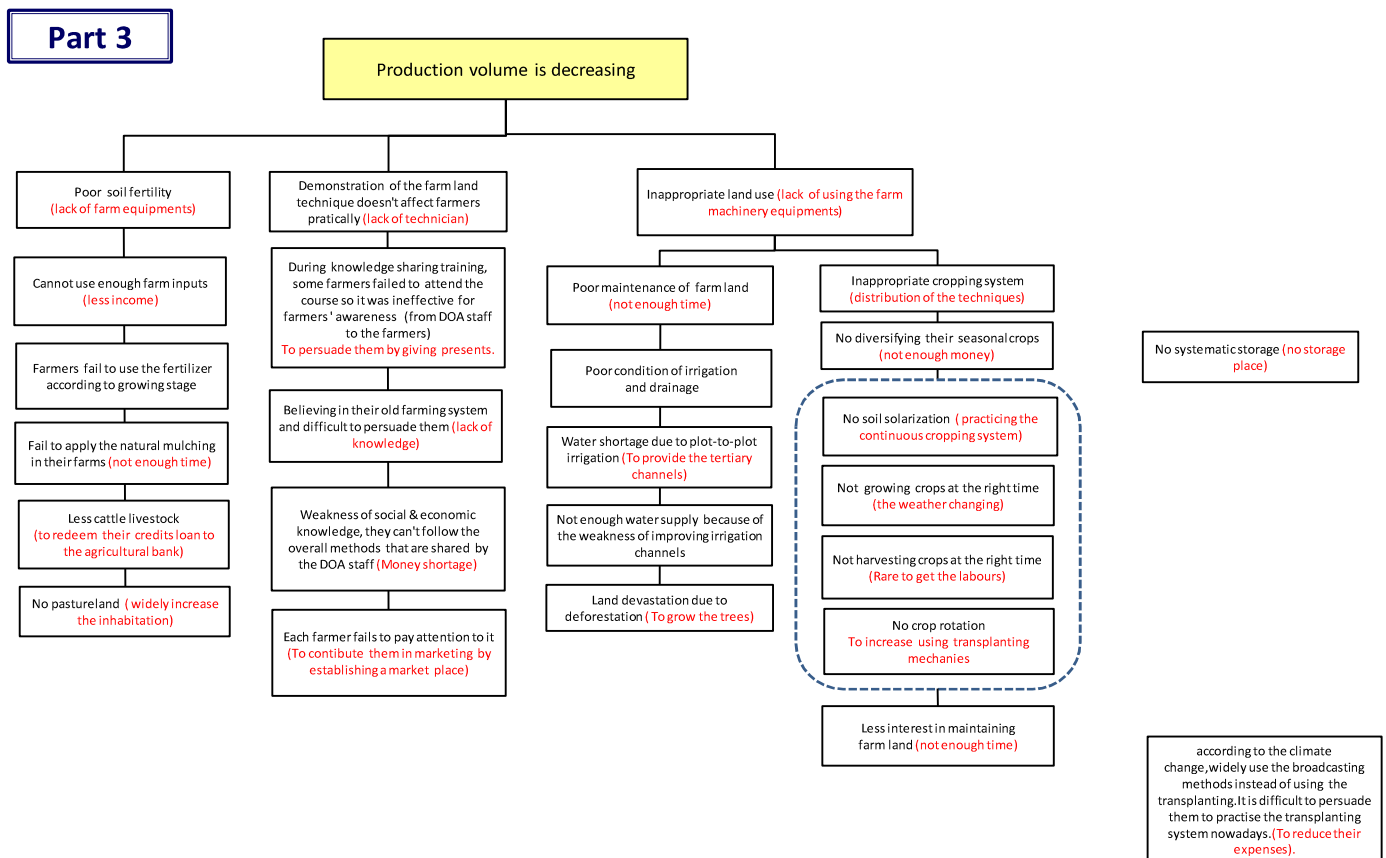 Part 3
Production volume is decreasing
Poor soil fertility
(lack of farm equipments)
Cannot use enough farm inputs
(less income)
Farmers fail to use the fertilizer
according to growing stage
Fail to apply the natural mulching
in their farms (not enough time)
Less cattle livestock
(to redeem their credits loan to
the agricultural bank)
No pasture land ( widely increase
the inhabitation)
Demonstration of the farm land
technique doesn't affect farmers
pratically (lack of technician)
During knowledge sharing training,
some farmers failed to attend the
course so it was ineffective for
farmers' awareness (from DOA staff
to the farmers)
To persuade them by giving presents.
Believing in their old farming system
and difficult to persuade them (lack of
knowledge)
Weakness of social & economic
knowledge, they can't follow the
overall methods that are shared by
the DOA staff (Money shortage)
Each farmer fails to pay attention to it
(To contibute them in marketing by
establishing a market place)
Inappropriate land use (lack of using the farm
machinery equipments)
Poor maintenance of farm land
(not enough time)
Poor condition of irrigation
and drainage
Water shortage due to plot-to-plot
irrigation (To provide the tertiary
channels)
Not enough water supply because of
the weakness of improving irrigation
channels
Land devastation due to
deforestation ( To grow the trees)
Inappropriate cropping system
(distribution of the techniques)
No diversifying their seasonal crops
(not enough money)
No soil solarization ( practicing the
continuous cropping system)
Not growing crops at the right time
(the weather changing)
Not harvesting crops at the right time
(Rare to get the labours)
No crop rotation
To increase using transplanting
mechanies
Less interest in maintaining
farm land (not enough time)
No systematic storage (no storage
place)
according to the climate
change,widely use the broadcasting
methods instead of using the
transplanting.It is difficult to persuade
them to practise the transplanting
system nowadays.(To reduce their
expenses).